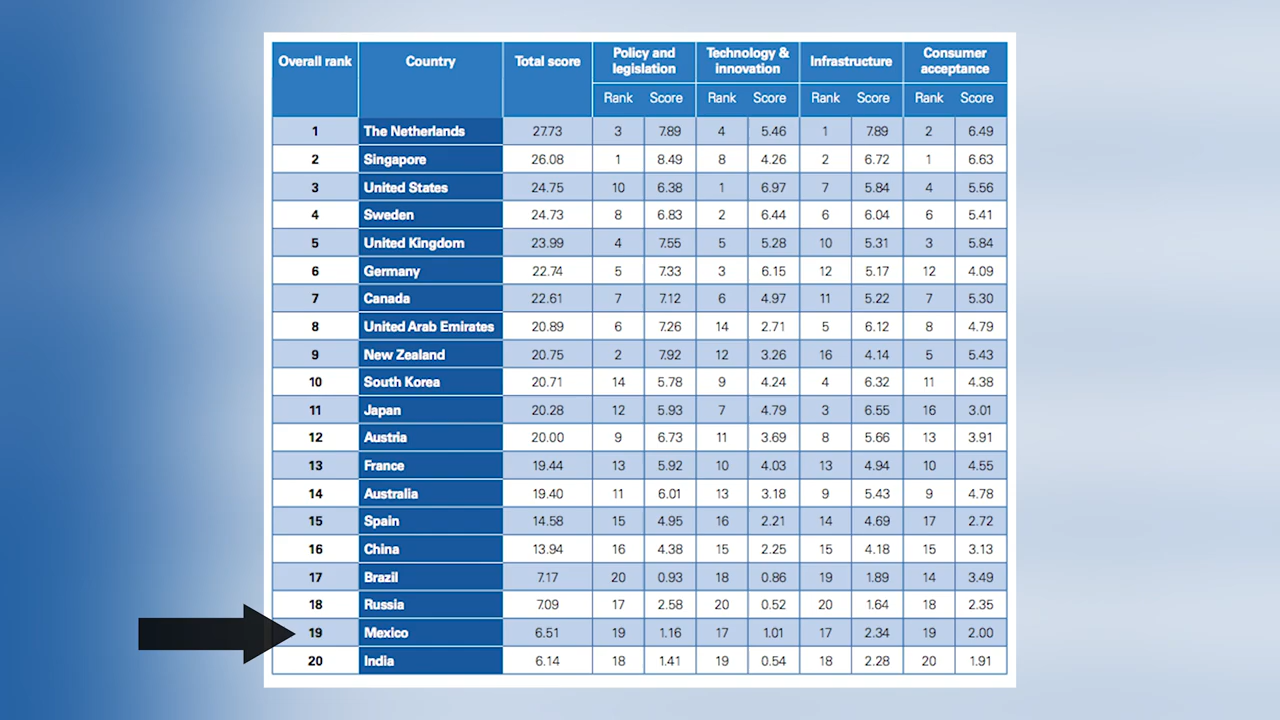 Overall rank Country Total score Policy and legislation Technology & innovation Infrastructure Consumer acceptance
Rank Score Rank Score Rank Score Rank Score
1 The Netherlands 27.73 3 7.89 4 5.46 1 7.89 2 6.49
2 Singapore 26.08 1 8.49 8 4.26 2 6.72 1 6.63
3 United States 24.75 10 6.38 1 6.97 7 5.84 4 5.56
4 Sweden 24.73 8 6.83 2 6.44 6 6.04 6 5.41
5 United Kingdom 23.99 4 7.55 5 5.28 10 5.31 3 5.84
6 Germany 22.74 5 7.33 3 6.15 12 5.17 12 4.09
7 Canada 22.61 7 7.12 6 4.97 11 5.22 7 5.30
8 United Arab Emirates 20.89 6 7.26 14 2.71 5 6.12 8 4.79
9 New Zealand 20.75 2 7.92 12 3.26 16 4.14 5 5.43
10 South Korea 20.71 14 5.78 9 4.24 4 6.32 11 4.38
11 Japan 20.28 12 5.93 7 4.79 3 6.55 16 3.01
12 Austria 20.00 9 6.73 11 3.69 8 5.66 13 3.91
13 France 19.44 13 5.92 10 4.03 13 4.94 10 4.55
14 Australia 19.40 11 6.01 13 3.18 9 5.43 9 4.78
15 Spain 14.58 15 4.95 16 2.21 14 4.69 17 2.72
16 China 13.94 16 4.38 15 2.25 15 4.18 15 3.13
17 Brazil 7.17 20 0.93 18 0.86 19 1.89 14 3.49
18 Russia 7.09 17 2.58 20 0.52 20 1.64 18 2.35
19 Mexico 6.51 19 1.16 17 1.01 17 2.34 19 2.00
20 India 6.14 18 1.41 19 0.54 18 2.28 20 1.91